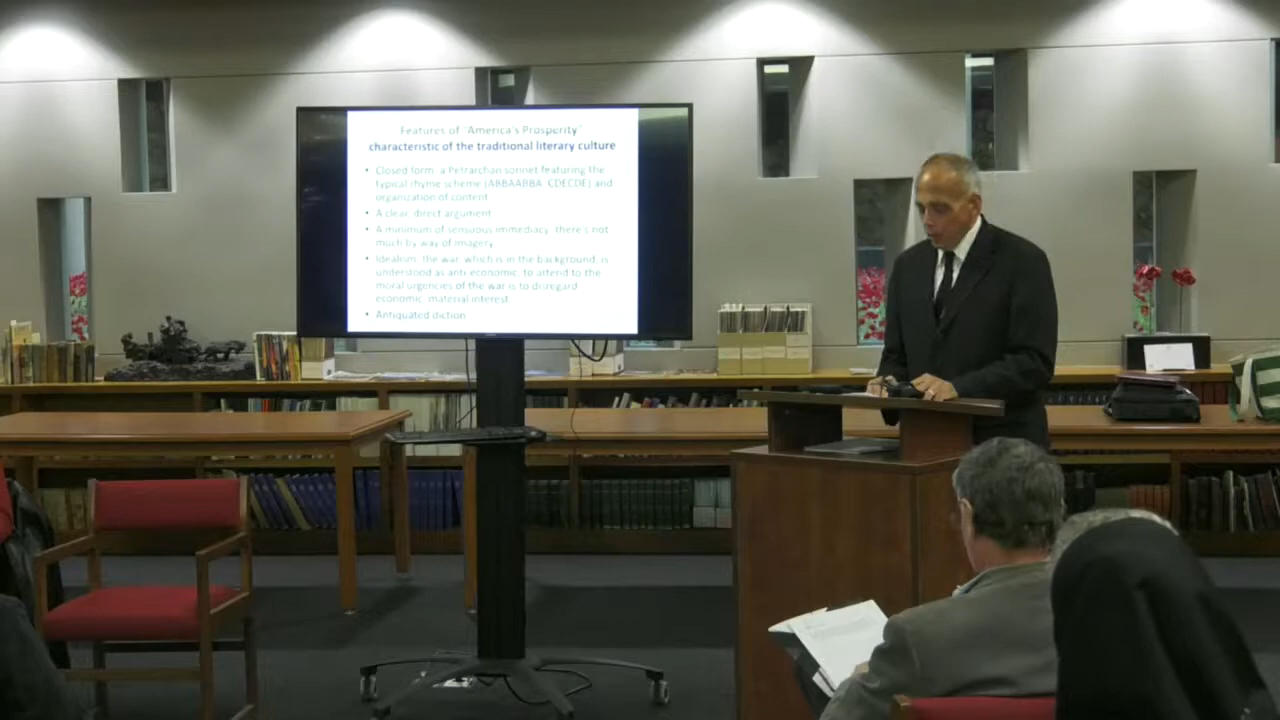 Features of "America's Prosperity"
characteristic of the traditional literary culture
• Closed form: a Petrarchan sonnet featuring the
typical rhyme scheme (ABBAABBA CDECDE) and
organization of content
• A clear, direct argument
• A minimum of sensuous immediacy: there's not
much by way of imagery
• Idealism: the war, which is in the background, is
understood as anti-economic; to attend to the
moral urgencies of the war is to disregard
economic, material interest
• Antiquated diction